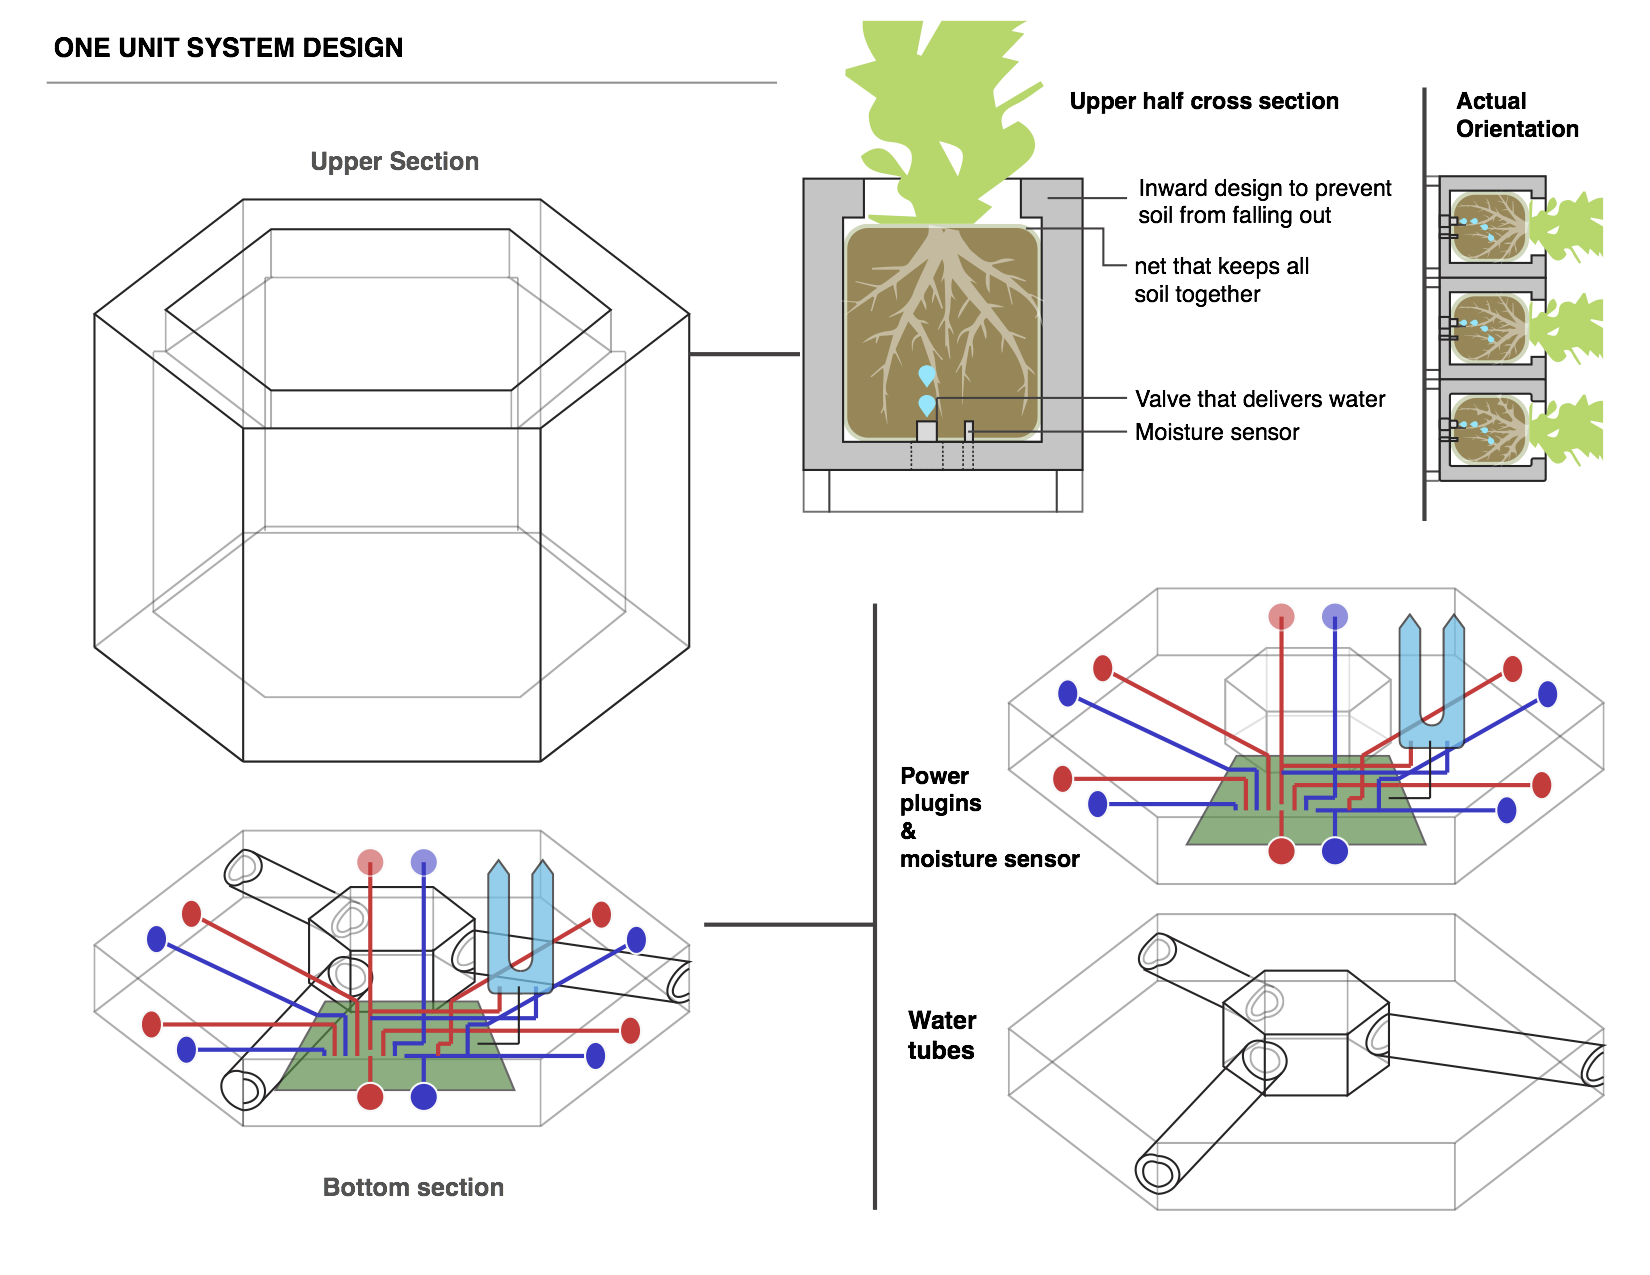 ONE UNIT SYSTEM DESIGN
Upper Section
Upper half cross section
Actual
Orientation
Inward design to prevent
soil from falling out
net that keeps all
soil together
Valve that delivers water
Moisture sensor
Power
plugins
&
moisture sensor
Water
tubes
Bottom section